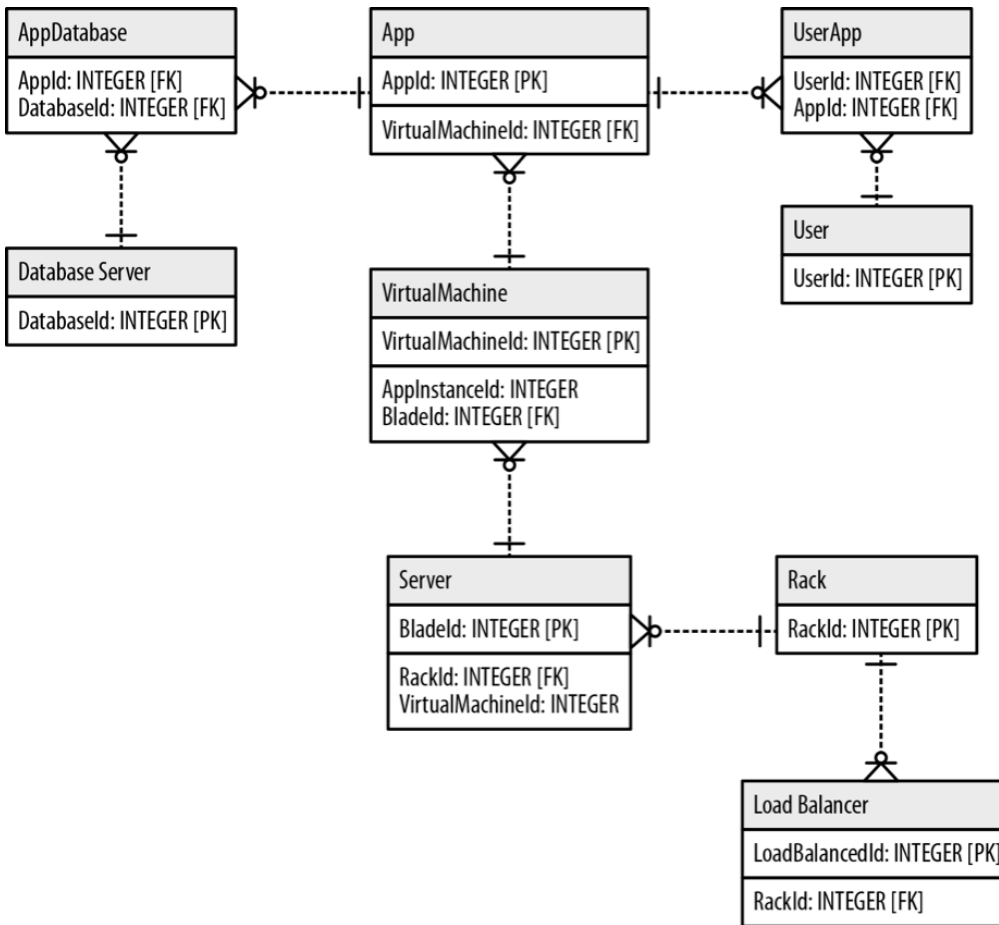 AppDatabase
AppId: INTEGER [FK]
DatabaseId: INTEGER [FK]
App
AppId: INTEGER [PK]
VirtualMachineId: INTEGER [FK]
UserApp
UserId: INTEGER [FK]
AppId: INTEGER [FK]
Database Server
DatabaseId: INTEGER [PK]
User
UserId: INTEGER [PK]
VirtualMachine
VirtualMachineId: INTEGER [PK]
AppInstanceId: INTEGER
BladeId: INTEGER [FK]
Server
BladeId: INTEGER [PK]
RackId: INTEGER [FK]
VirtualMachineId: INTEGER
Rack
RackId: INTEGER [PK]
Load Balancer
LoadBalancedId: INTEGER [PK]
RackId: INTEGER [FK]